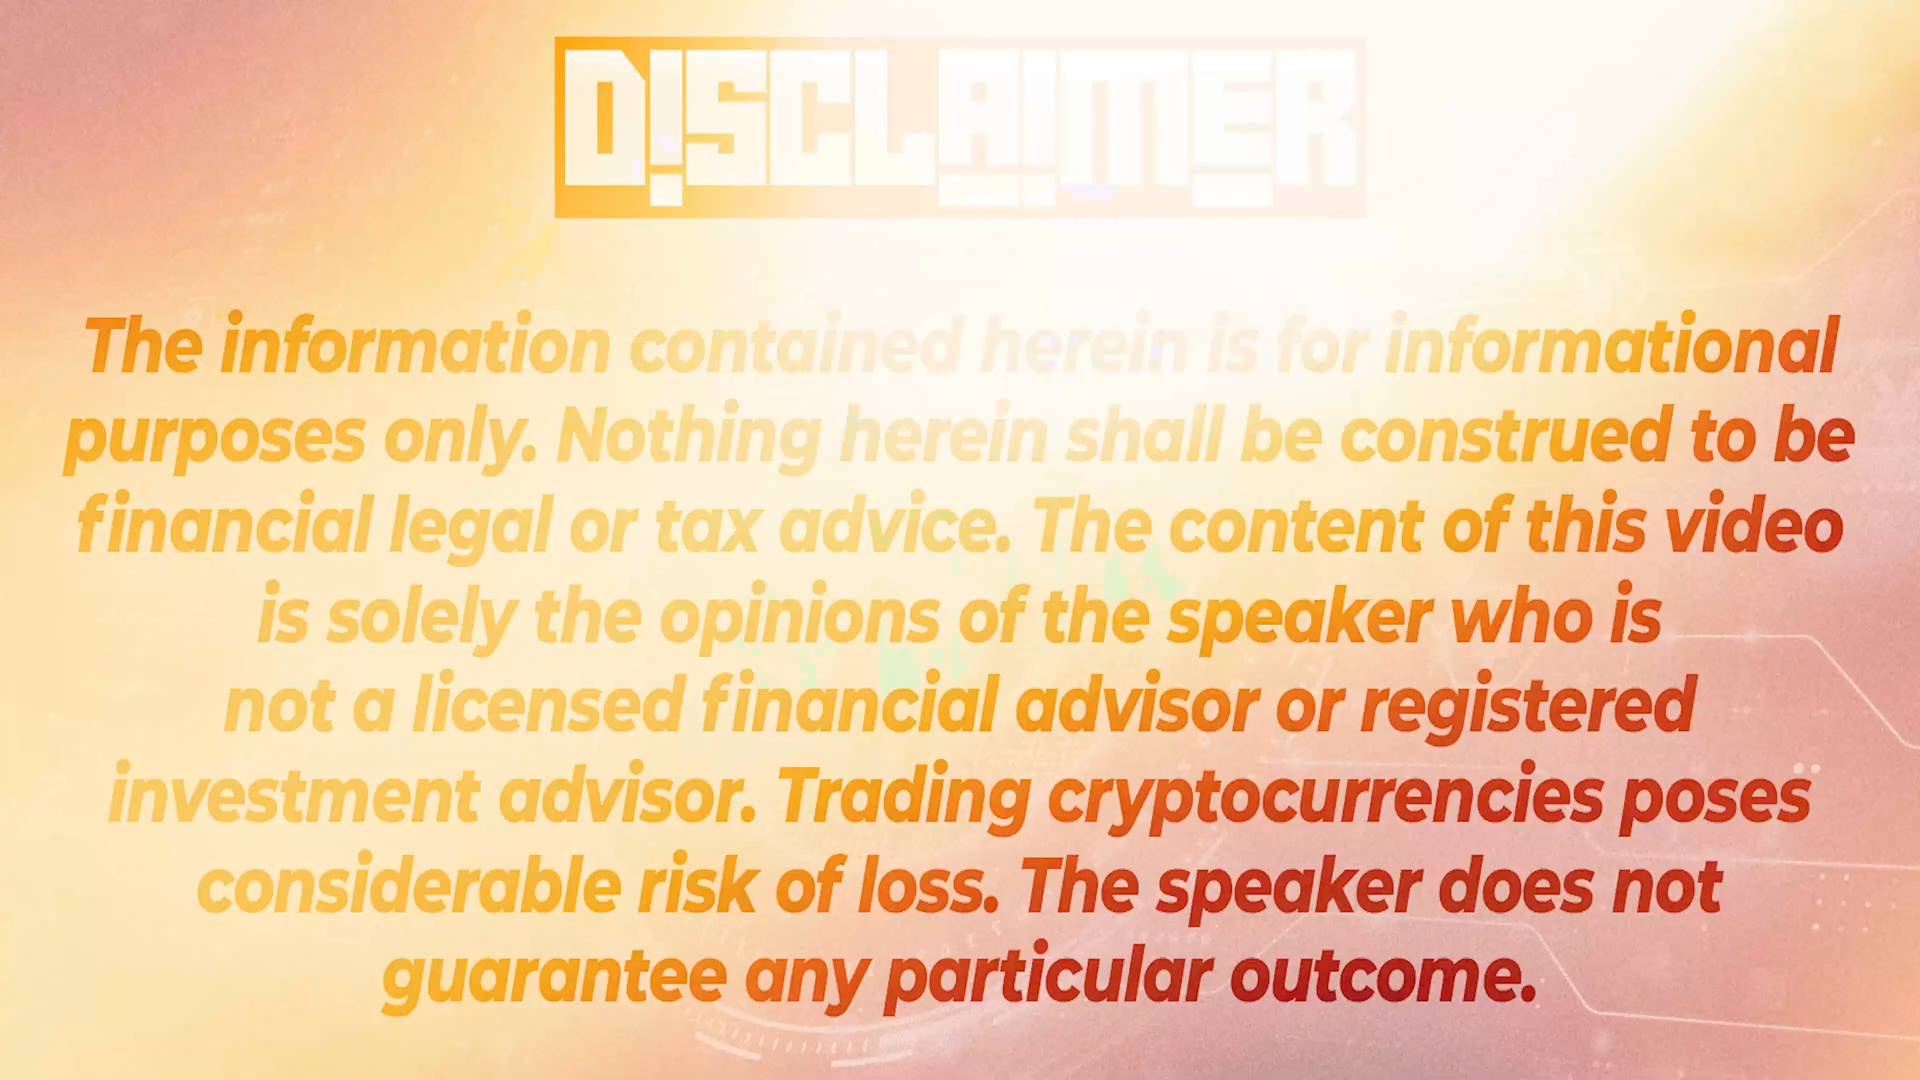 DISCLAIMER
The information contained herein is for informational
purposes only. Nothing herein shall be construed to be
financial legal or tax advice. The content of this video
is solely the opinions of the speaker who is
not a licensed financial advisor or registered
investment advisor. Trading cryptocurrencies poses
considerable risk of loss. The speaker does not
guarantee any particular outcome.